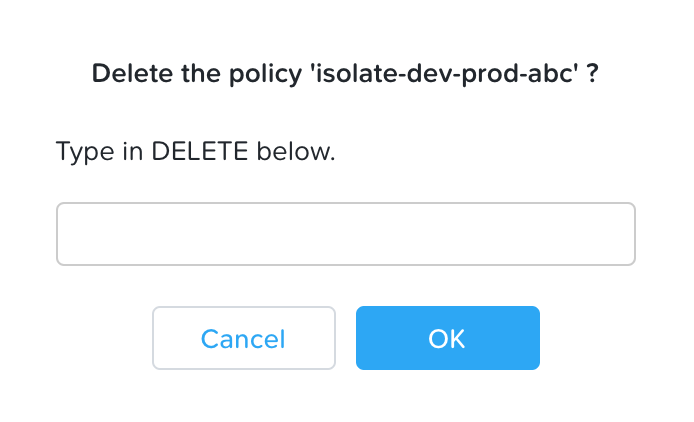 Delete the policy 'isolate-dev-prod-abc' ?
Type in DELETE below.
Cancel
OK